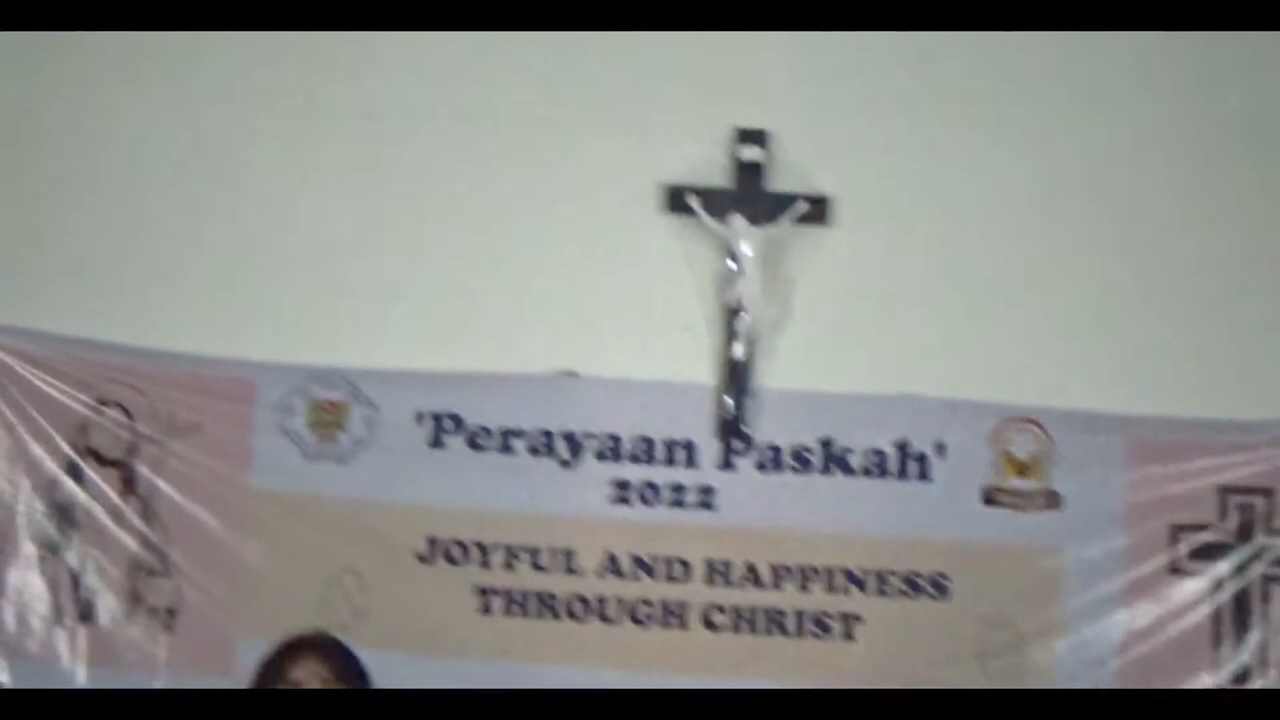 'Perayaan Paskah'
2022
JOYFUL AND HAPPINESS
THROUGH CHRIST